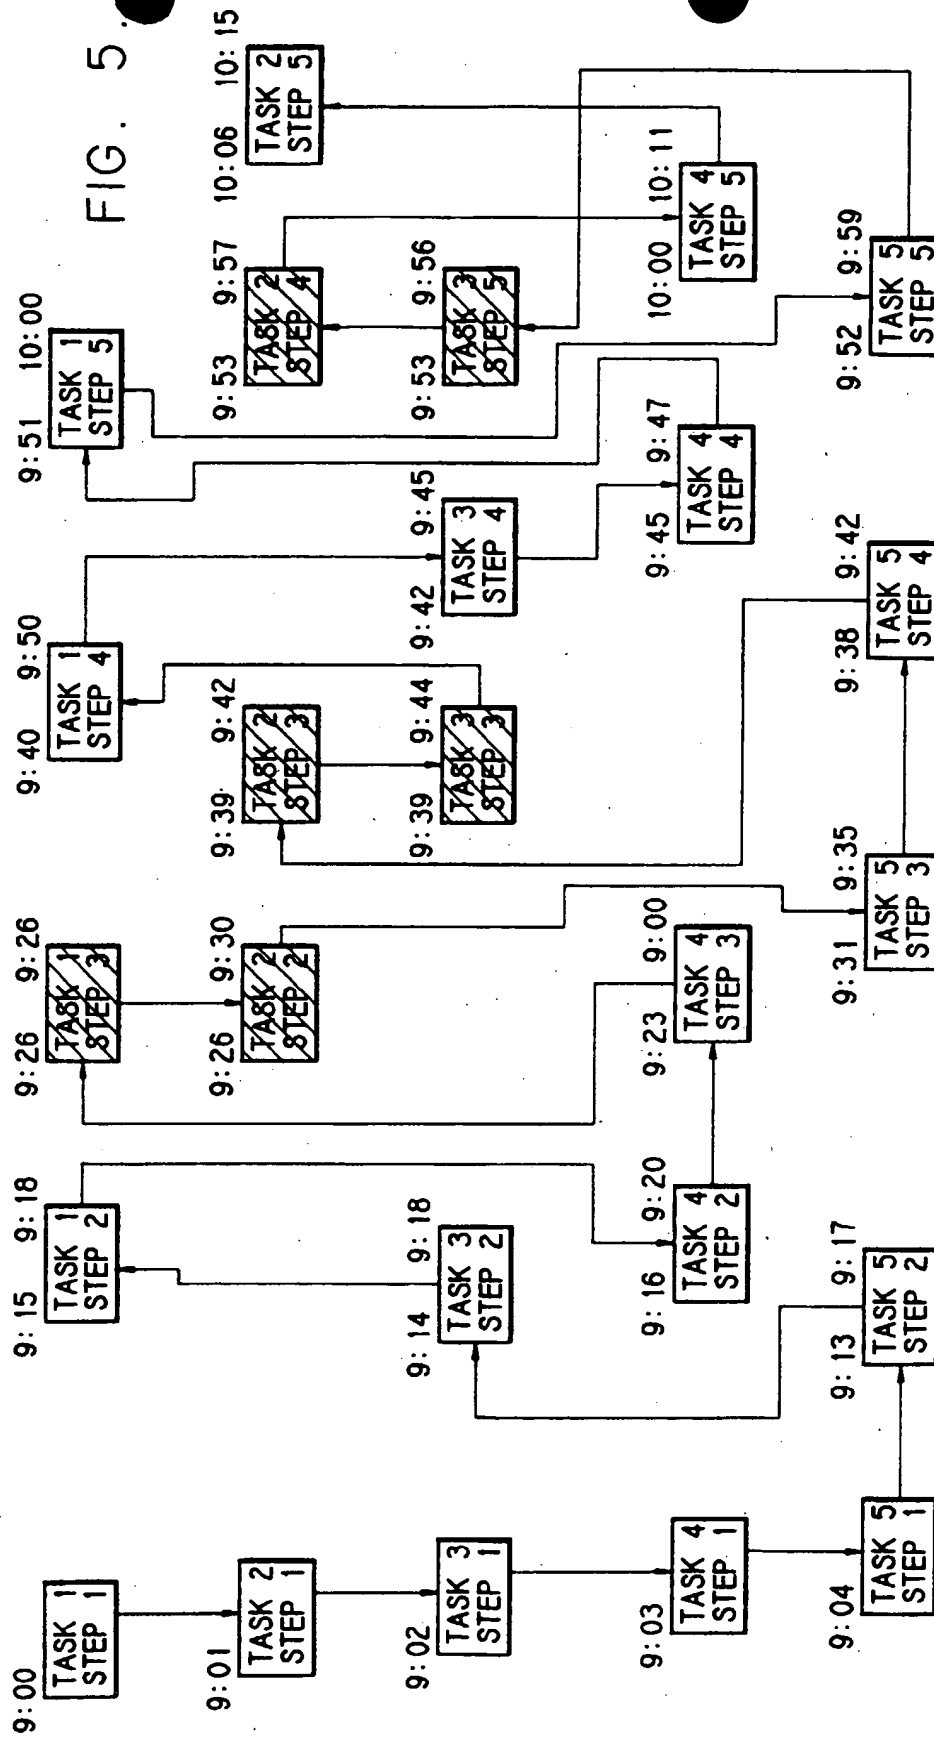 FIG. 5.
9:00
TASK 1
STEP 1
9:15 9:18
TASK 1
STEP 2
9:26 9:26
TASK 1
STEP 3
9:40 9:50
TASK 1
STEP 4
9:51 10:00
TASK 1
STEP 5
9:01
TASK 2
STEP 1
9:26 9:30
TASK 2
STEP 2
9:39 9:42
TASK 2
STEP 3
9:53 9:57
TASK 2
STEP 4
10:06 10:15
TASK 2
STEP 5
9:02
TASK 3
STEP 1
9:14 9:18
TASK 3
STEP 2
9:39 9:44
TASK 3
STEP 3
9:42 9:45
TASK 3
STEP 4
9:53 9:56
TASK 3
STEP 5
9:03
TASK 4
STEP 1
9:16 9:20
TASK 4
STEP 2
9:23 9:00
TASK 4
STEP 3
9:45 9:47
TASK 4
STEP 4
10:00 10:11
TASK 4
STEP 5
9:04
TASK 5
STEP 1
9:13 9:17
TASK 5
STEP 2
9:31 9:35
TASK 5
STEP 3
9:38 9:42
TASK 5
STEP 4
9:52 9:59
TASK 5
STEP 5